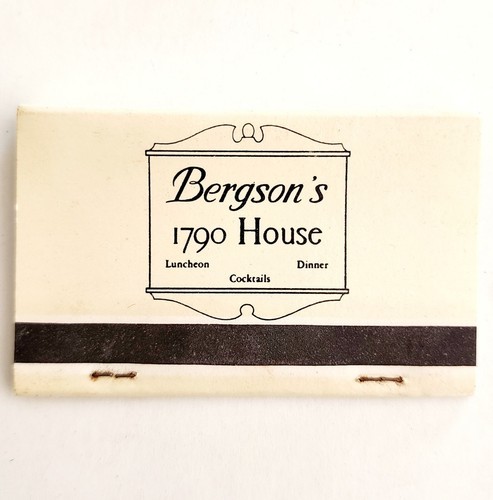 Bergson's
1790 House
Luncheon Dinner
Cocktails